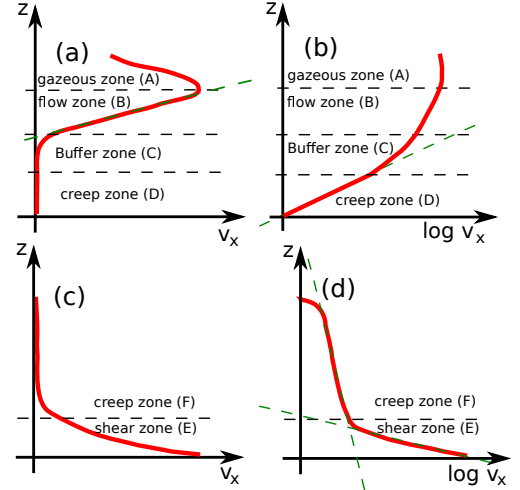 z
(a)
gazeous zone (A)
flow zone (B)
Buffer zone (C)
creep zone (D)
v_x
z
(b)
gazeous zone (A)
flow zone (B)
Buffer zone (C)
creep zone (D)
log v_x
z
(c)
creep zone (F)
shear zone (E)
v_x
z
(d)
creep zone (F)
shear zone (E)
log v_x